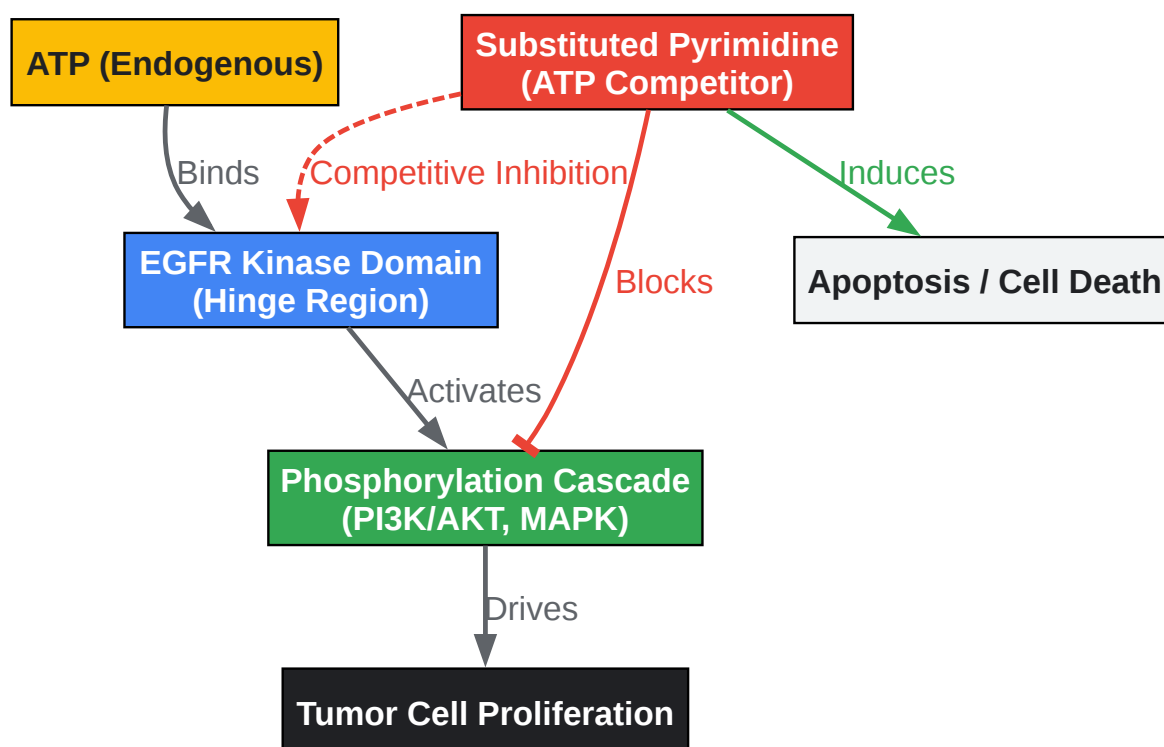 ATP (Endogenous)
Substituted Pyrimidine
(ATP Competitor)
Binds
Competitive Inhibition
Induces
EGFR Kinase Domain
(Hinge Region)
Blocks
Apoptosis / Cell Death
Activates
Phosphorylation Cascade
(PI3K/AKT, MAPK)
Drives
Tumor Cell Proliferation